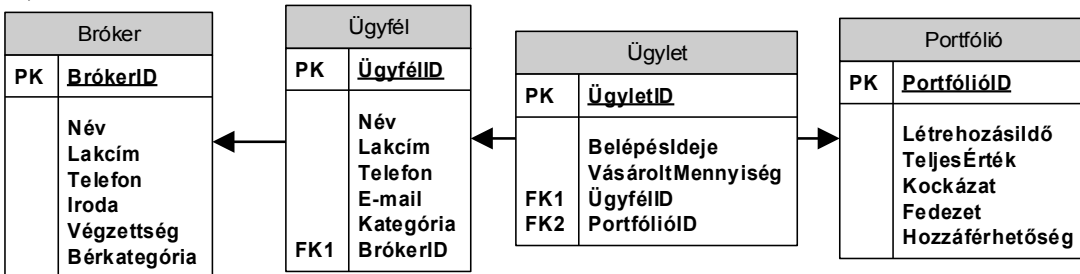 Bróker
PK BrókerID
Név
Lakcím
Telefon
Iroda
Végzettség
Bérkategória
Ügyfél
PK ÜgyfélID
Név
Lakcím
Telefon
E-mail
Kategória
FK1 BrókerID
Ügylet
PK ÜgyletID
BelépésIdeje
VásároltMennyiség
FK1 ÜgyfélID
FK2 PortfólióID
Portfólió
PK PortfólióID
LétrehozásiIdő
TeljesÉrték
Kockázat
Fedezet
Hozzáférhetőség